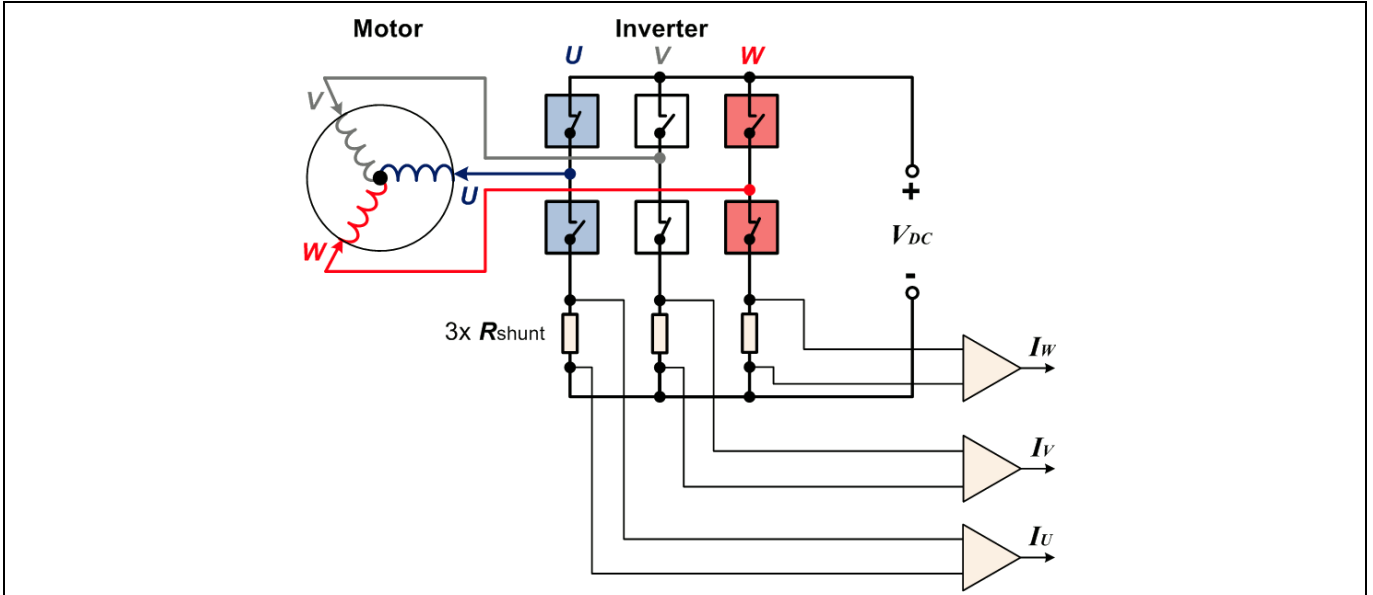 Motor
Inverter
U V W
V
U
W
+
VDC
-
3x Rshunt
IW
IV
IU